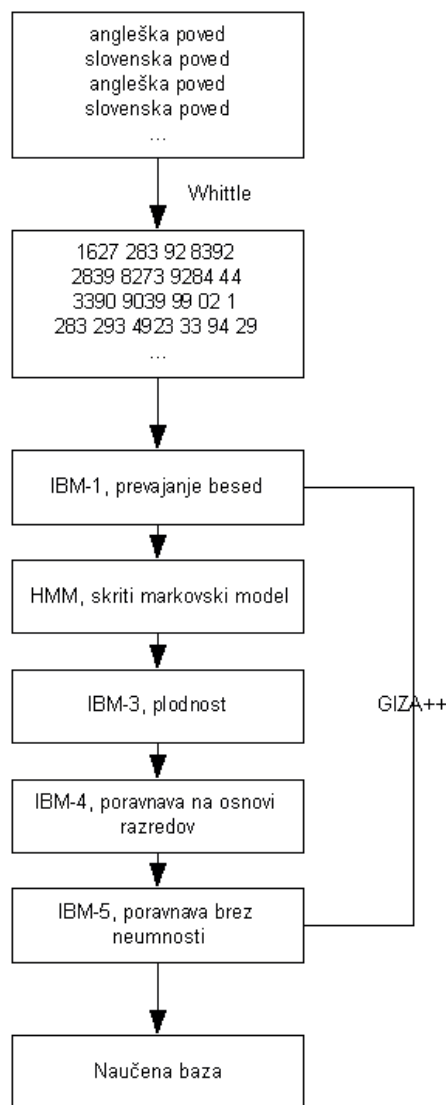 angleška poved
slovenska poved
angleška poved
slovenska poved
...
Whittle
1627 283 92 8392
2839 8273 9284 44
3390 9039 99 02 1
283 293 4923 33 94 29
...
IBM-1, prevajanje besed
HMM, skriti markovski model
IBM-3, plodnost
GIZA++
IBM-4, poravnava na osnovi
razredov
IBM-5, poravnava brez
neumnosti
Naučena baza